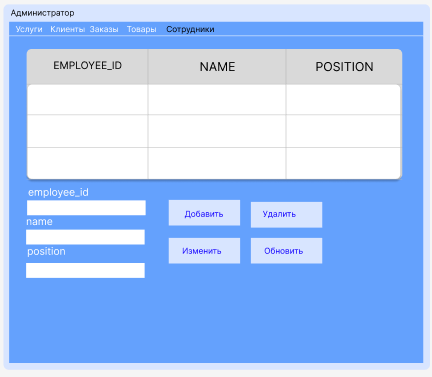 Администратор
Услуги Клиенты Заказы Товары Сотрудники
EMPLOYEE_ID NAME POSITION
employee_id
name
position
Добавить Удалить
Изменить Обновить